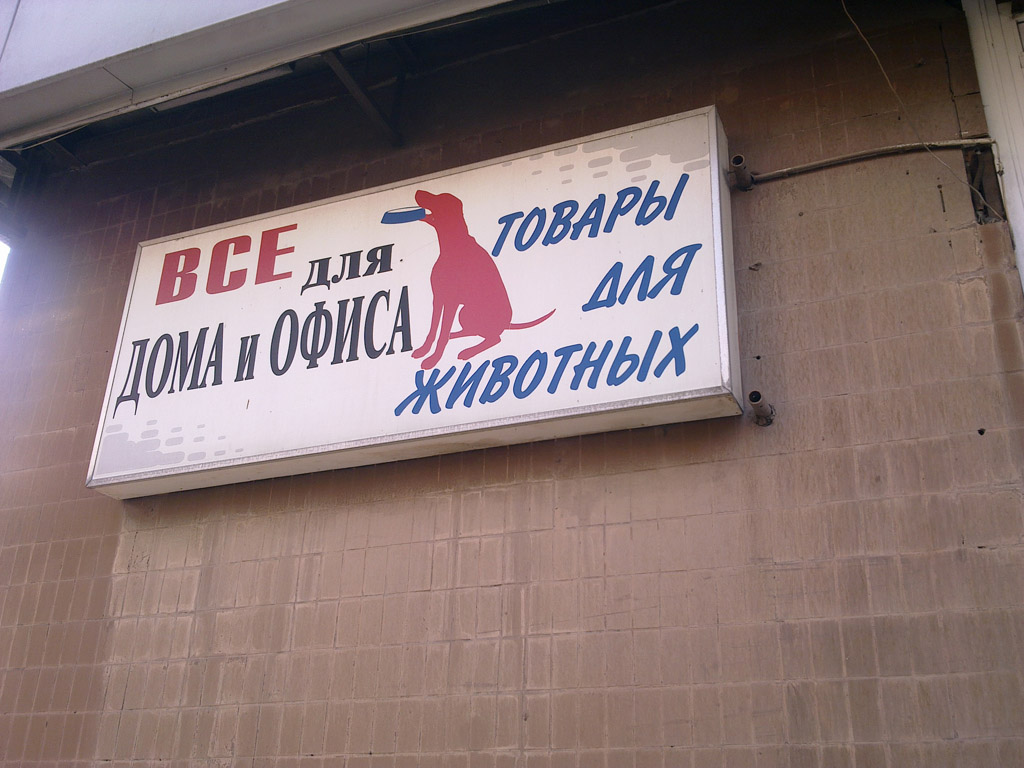 ВСЕ для
ДОМА и ОФИСА
ТОВАРЫ
ДЛЯ
ЖИВОТНЫХ